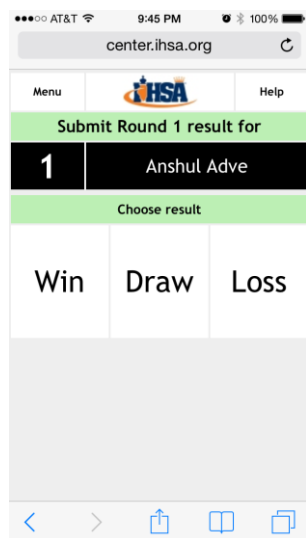 AT&T 9:45 PM 100%
center.ihsa.org
Menu IHSA Help
Submit Round 1 result for
1 Anshul Adve
Choose result
Win Draw Loss